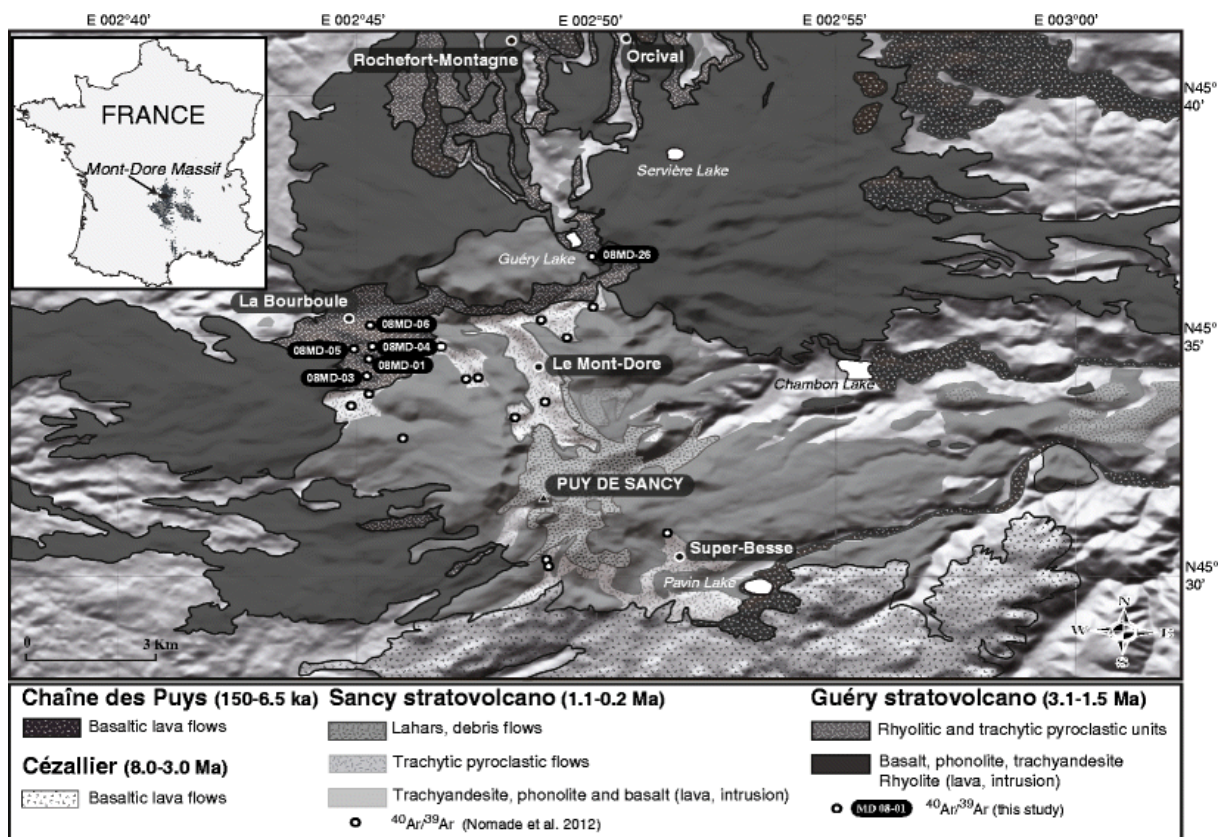 E 002°40' E 002°45' E 002°50' E 002°55' E 003°00'
FRANCE
Mont-Dore Massif
Rochefort-Montagne
Orcival
N45°
40'
Servière Lake
Guéry Lake
08MD-26
La Bourboule
08MD-06
08MD-05
08MD-04
08MD-01
08MD-03
Le Mont-Dore
N45°
35'
Chambon Lake
PUY DE SANCY
Super-Besse
Pavin Lake
N45°
30'
0 3 Km
N
W E
S
Chaîne des Puys (150-6.5 ka)
Basaltic lava flows
Cézallier (8.0-3.0 Ma)
Basaltic lava flows
Sancy stratovolcano (1.1-0.2 Ma)
Lahars, debris flows
Trachytic pyroclastic flows
Trachyandesite, phonolite and basalt (lava, intrusion)
⁴⁰Ar/³⁹Ar (Nomade et al. 2012)
Guéry stratovolcano (3.1-1.5 Ma)
Rhyolitic and trachytic pyroclastic units
Basalt, phonolite, trachyandesite
Rhyolite (lava, intrusion)
MD 08-01 ⁴⁰Ar/³⁹Ar (this study)